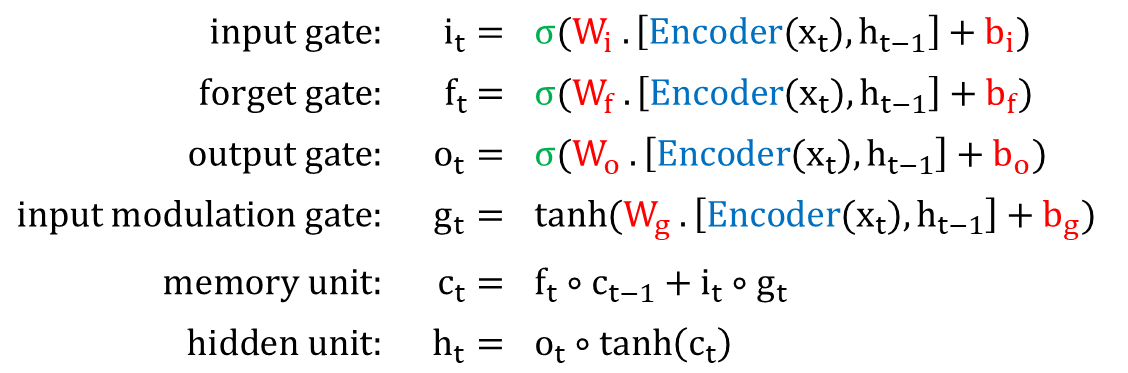 input gate: iₜ = σ(Wᵢ . [Encoder(xₜ), hₜ₋₁] + bᵢ)
forget gate: fₜ = σ(W_f . [Encoder(xₜ), hₜ₋₁] + b_f)
output gate: oₜ = σ(Wₒ . [Encoder(xₜ), hₜ₋₁] + bₒ)
input modulation gate: gₜ = tanh(W_g . [Encoder(xₜ), hₜ₋₁] + b_g)
memory unit: cₜ = fₜ ∘ cₜ₋₁ + iₜ ∘ gₜ
hidden unit: hₜ = oₜ ∘ tanh(cₜ)